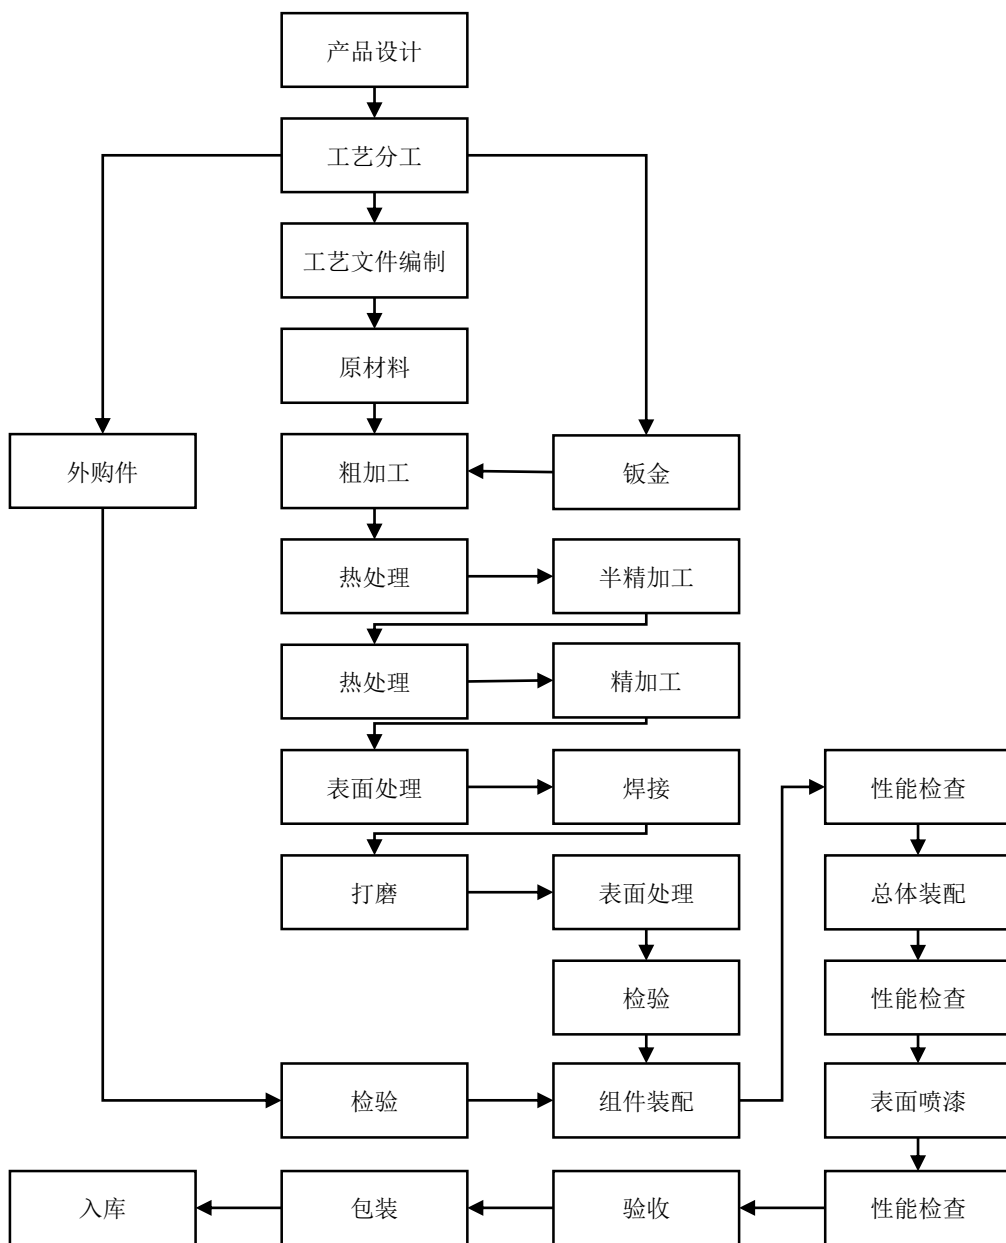 产品设计
工艺分工
工艺文件编制
原材料
外购件
粗加工
钣金
热处理
半精加工
热处理
精加工
表面处理
焊接
性能检查
打磨
表面处理
总体装配
检验
性能检查
检验
组件装配
表面喷漆
入库
包装
验收
性能检查